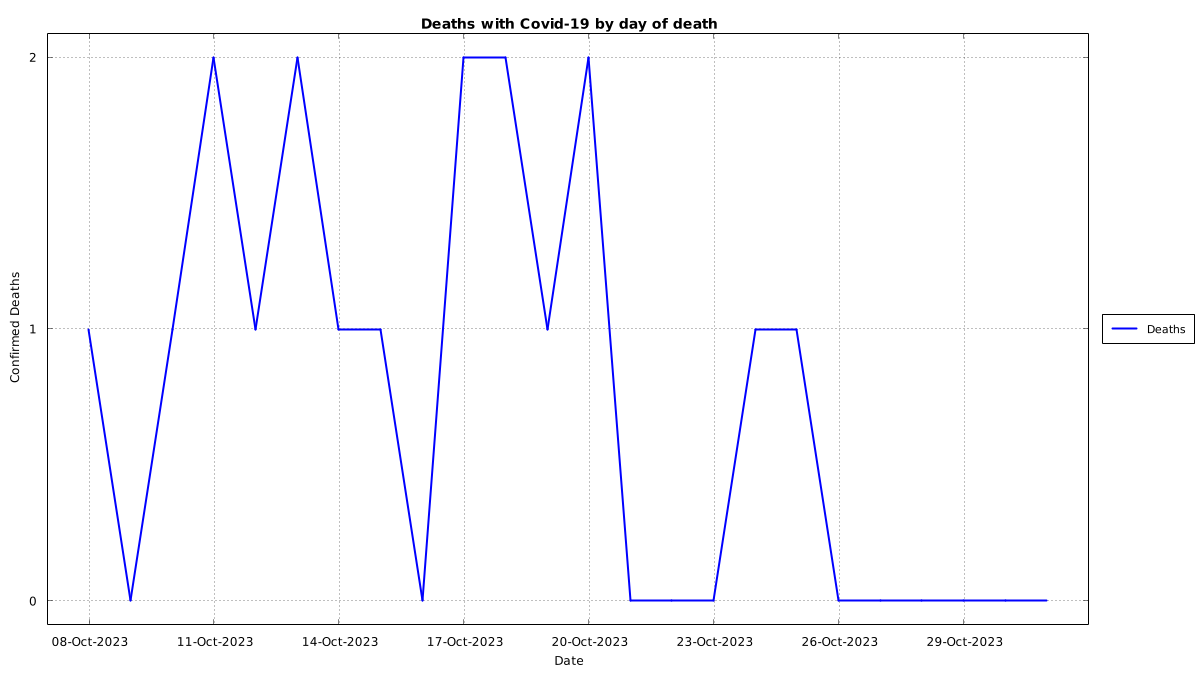 Deaths with Covid-19 by day of death
Confirmed Deaths
2
1
0
08-Oct-2023 11-Oct-2023 14-Oct-2023 17-Oct-2023 20-Oct-2023 23-Oct-2023 26-Oct-2023 29-Oct-2023
Date
Deaths